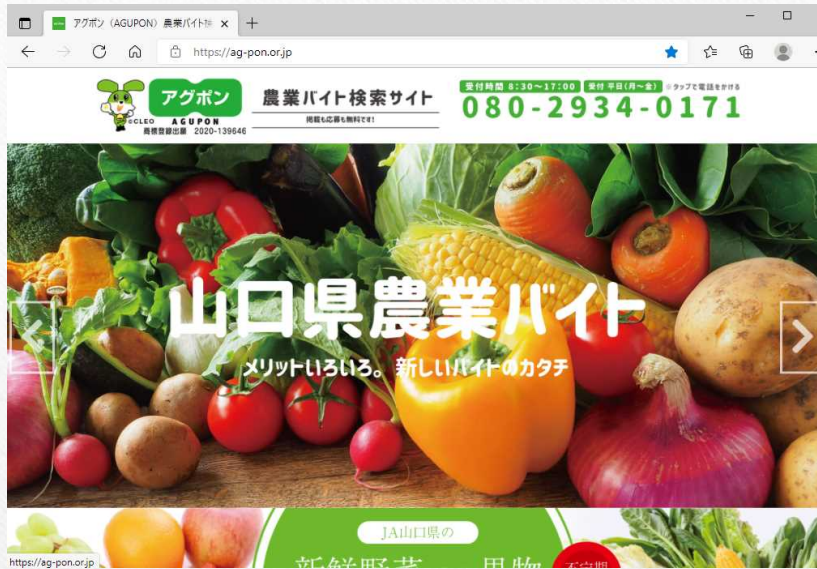 アグポン（AGUPON）農業バイト検
https://ag-pon.or.jp
アグポン
農業バイト検索サイト
受付時間 8:30～17:00 受付 平日(月～金) ※タップで電話をかける
©CLEO AGUPON
商標登録出願 2020-139646
掲載も応募も無料です!
080-2934-0171
山口県農業バイト
メリットいろいろ。新しいバイトのカタチ
JA山口県の
新鮮野菜
果物
不定期
https://ag-pon.or.jp